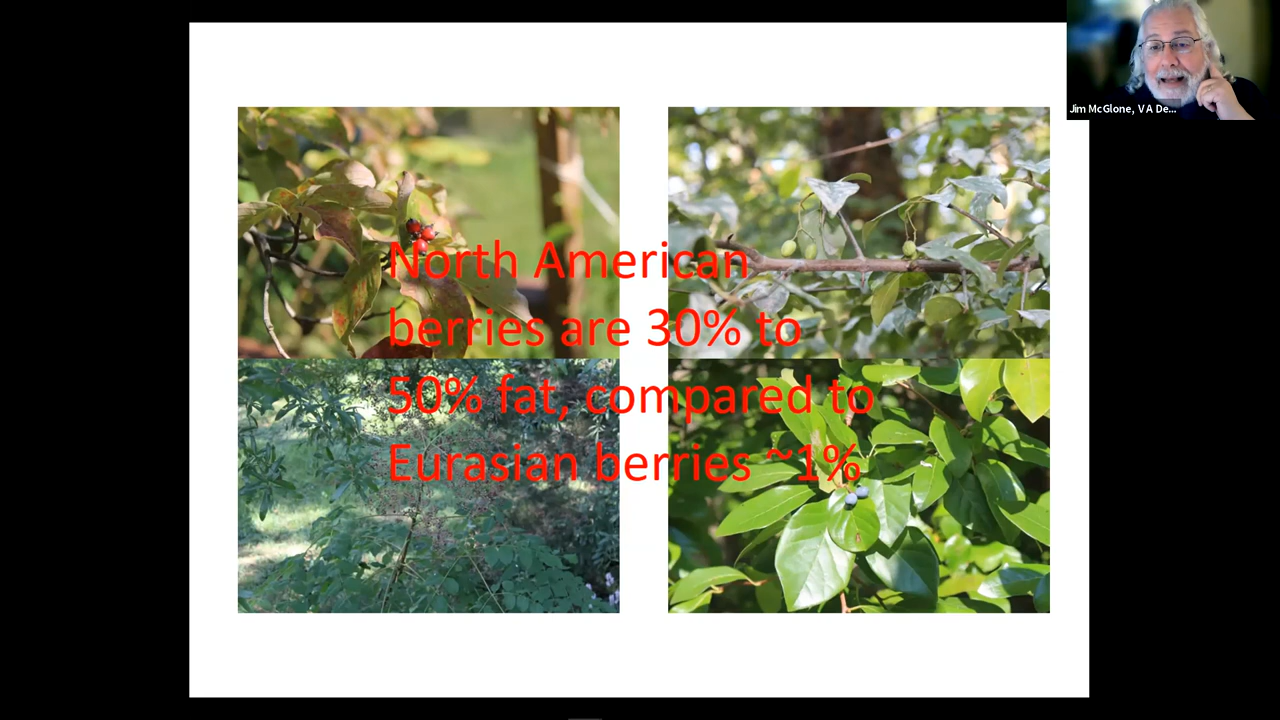 Jim McGlone, VA De...
North American
berries are 30% to
50% fat, compared to
Eurasian berries ~1%